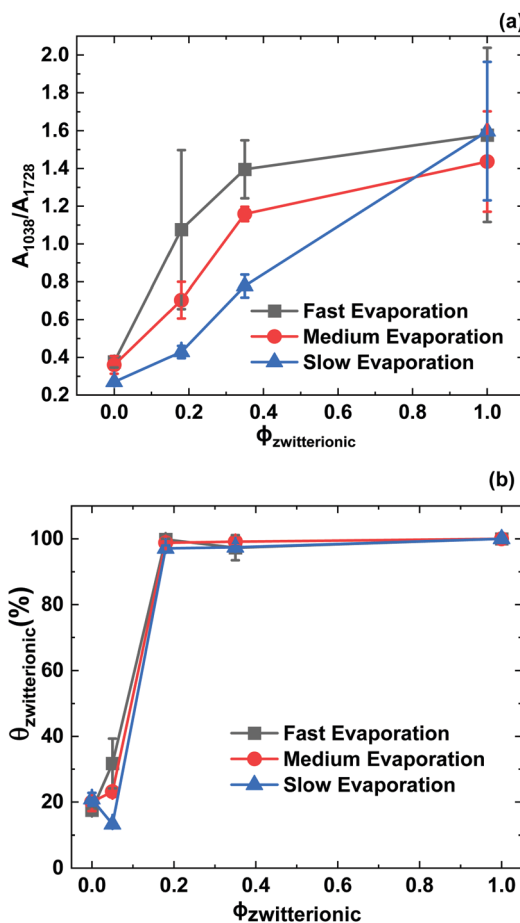 (a)
2.0
1.8
1.6
1.4
1.2
1.0
0.8
0.6
0.4
0.2
A1038/A1728
Fast Evaporation
Medium Evaporation
Slow Evaporation
0.0 0.2 0.4 0.6 0.8 1.0
ϕzwitterionic
(b)
100
80
60
40
20
0
θzwitterionic(%)
Fast Evaporation
Medium Evaporation
Slow Evaporation
0.0 0.2 0.4 0.6 0.8 1.0
ϕzwitterionic